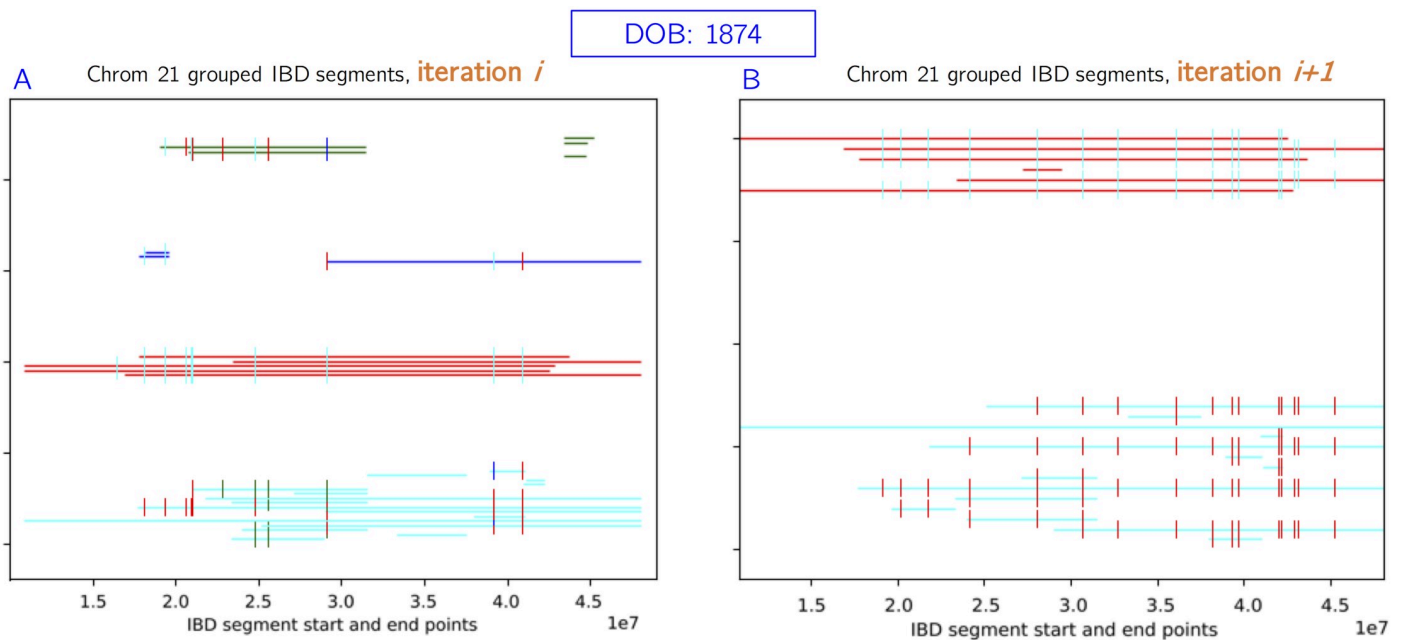 DOB: 1874
A
Chrom 21 grouped IBD segments, iteration i
1.5 2.0 2.5 3.0 3.5 4.0 4.5
IBD segment start and end points
1e7
B
Chrom 21 grouped IBD segments, iteration i+1
1.5 2.0 2.5 3.0 3.5 4.0 4.5
IBD segment start and end points
1e7